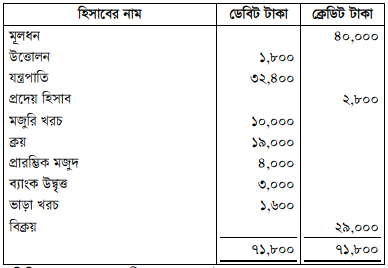 হিসাবের নাম ডেবিট টাকা ক্রেডিট টাকা
মূলধন ৪০,০০০
উত্তোলন ১,৮০০
যন্ত্রপাতি ৩২,৪০০
প্রদেয় হিসাব ২,৮০০
মজুরি খরচ ১০,০০০
ক্রয় ১৯,০০০
প্রারম্ভিক মজুদ ৪,০০০
ব্যাংক উদ্বৃত্ত ৩,০০০
ভাড়া খরচ ১,৬০০
বিক্রয় ২৯,০০০
৭১,৮০০ ৭১,৮০০